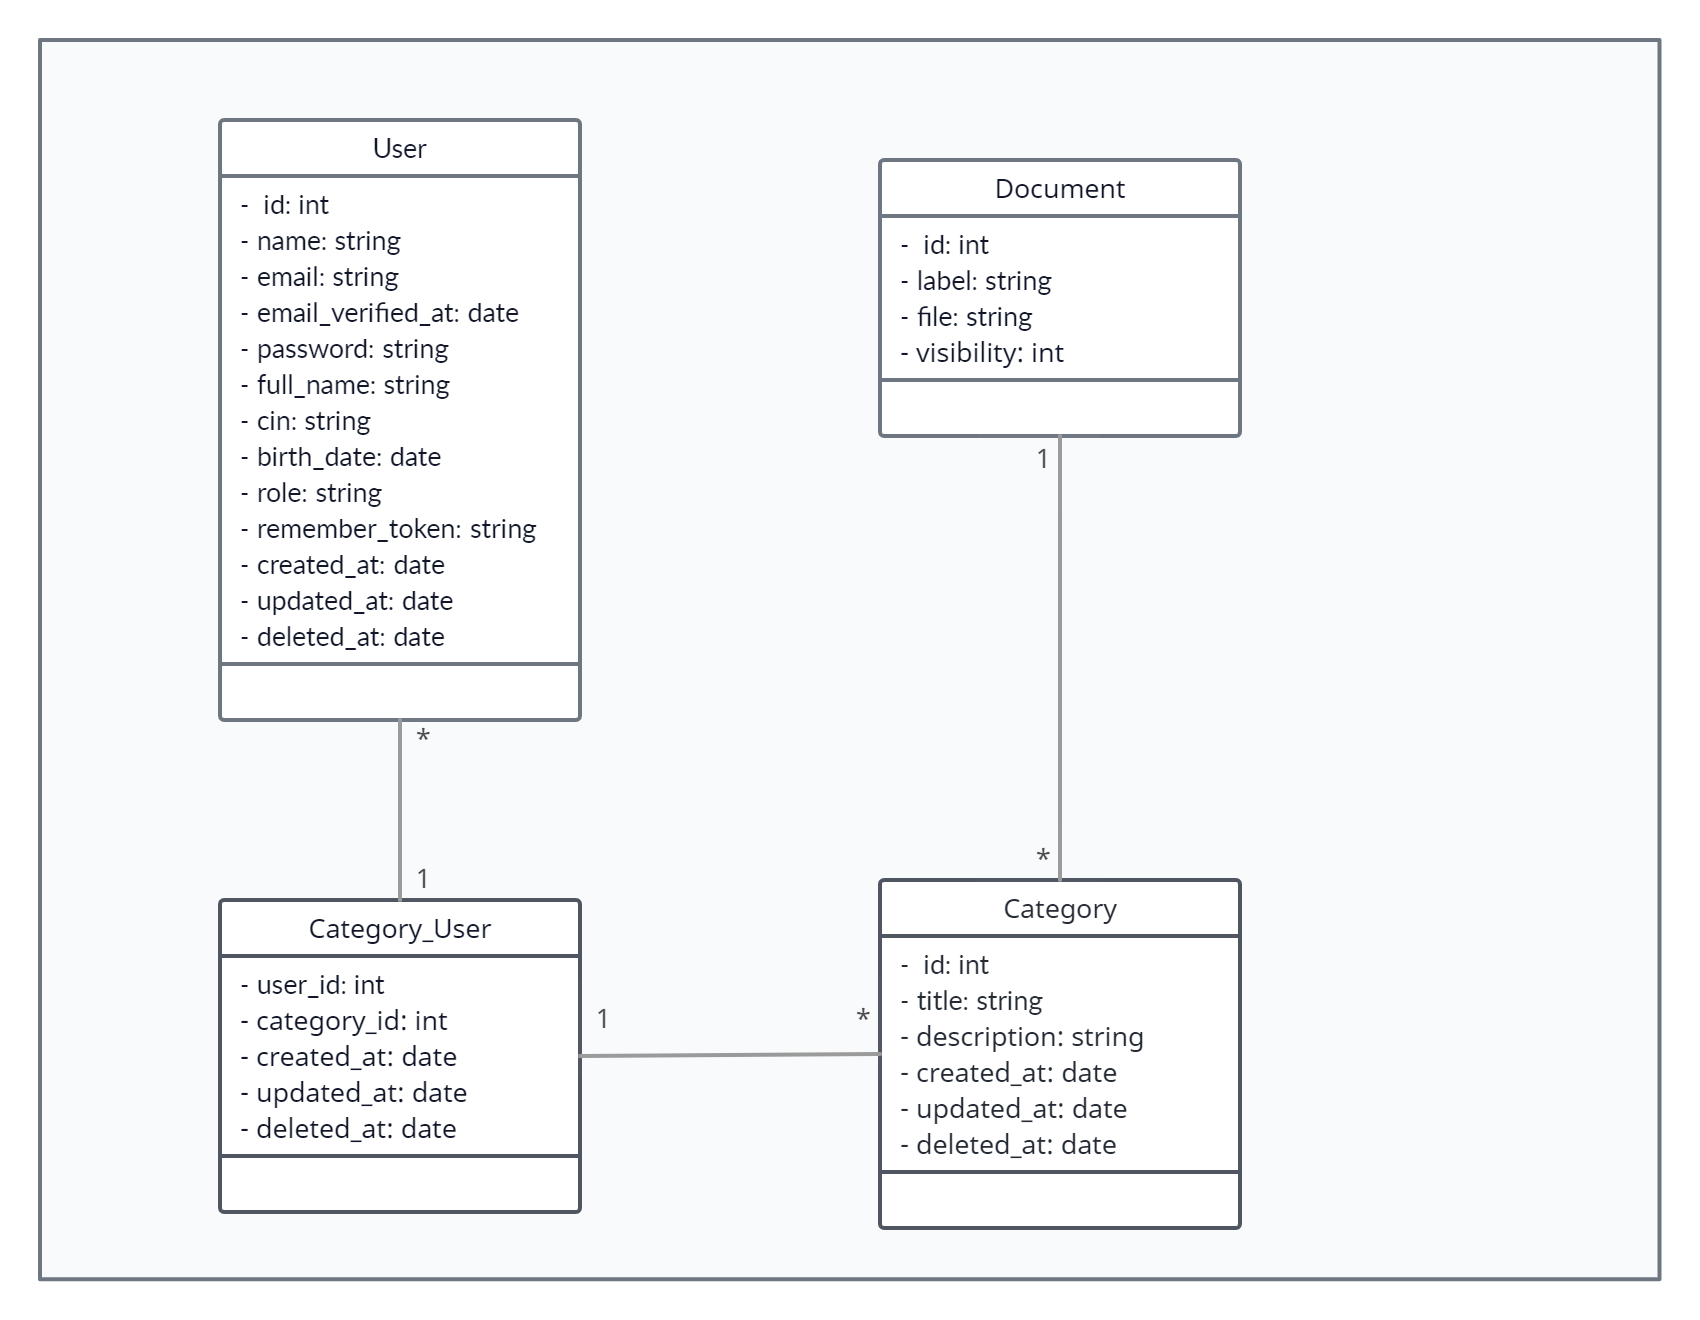 User
- id: int
- name: string
- email: string
- email_verified_at: date
- password: string
- full_name: string
- cin: string
- birth_date: date
- role: string
- remember_token: string
- created_at: date
- updated_at: date
- deleted_at: date
*
1
Category_User
- user_id: int
- category_id: int
- created_at: date
- updated_at: date
- deleted_at: date
1
*
Document
- id: int
- label: string
- file: string
- visibility: int
1
*
Category
- id: int
- title: string
- description: string
- created_at: date
- updated_at: date
- deleted_at: date